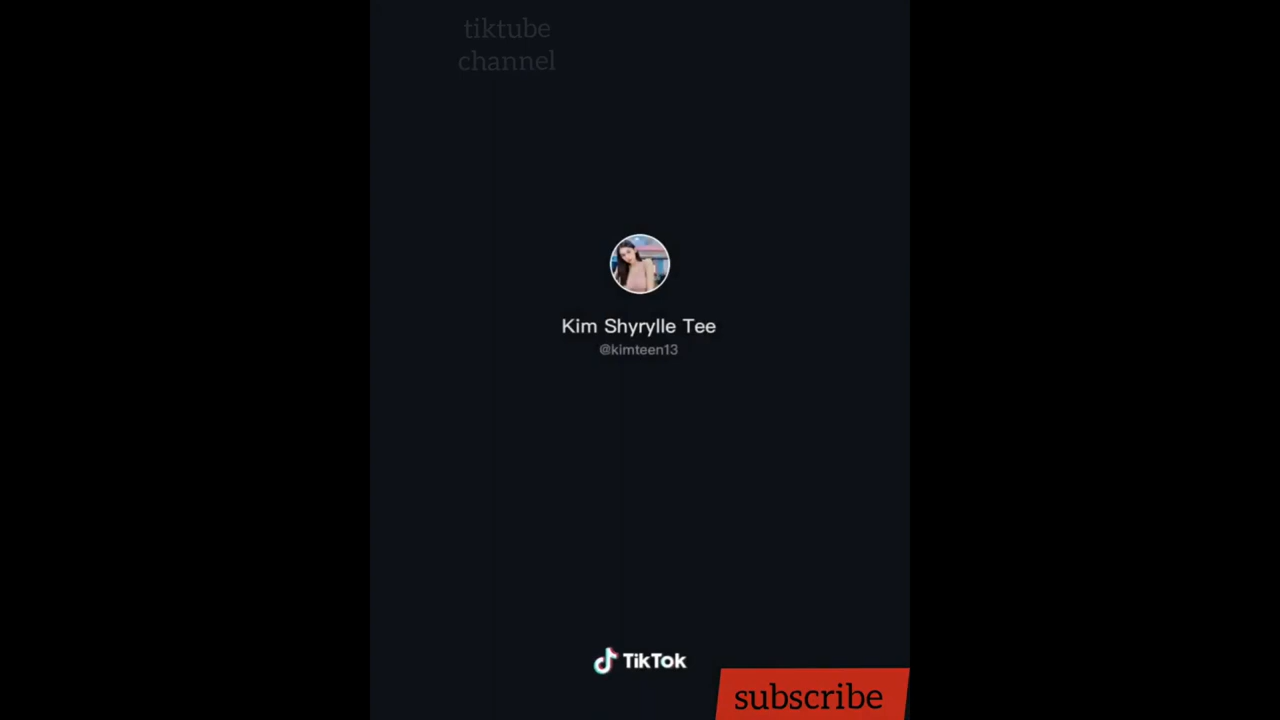 tiktube
channel
Kim Shyrylle Tee
@kimteen13
TikTok
subscribe